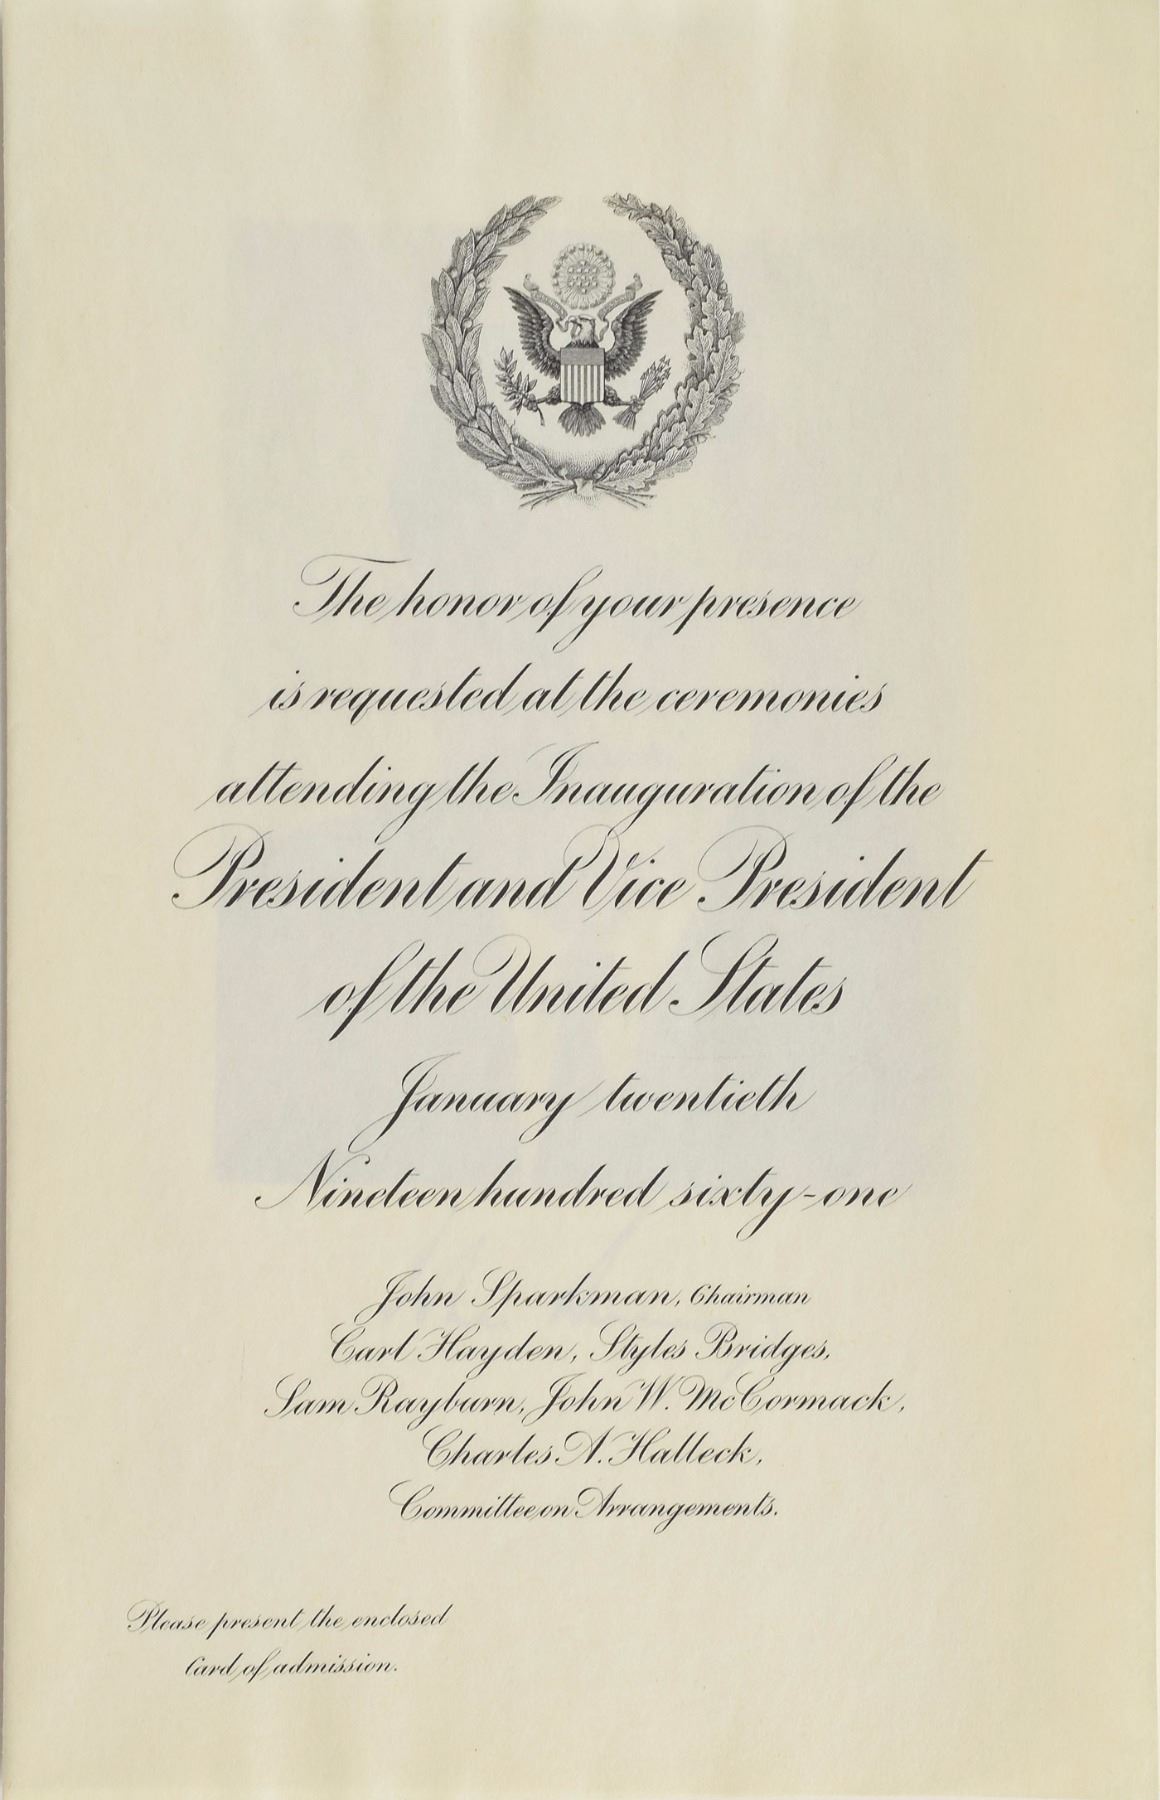 The honor of your presence
is requested at the ceremonies
attending the Inauguration of the
President and Vice President
of the United States
January twentieth
Nineteen hundred sixty-one
John Sparkman, Chairman
Carl Hayden, Styles Bridges,
Sam Rayburn, John W. McCormack,
Charles A. Halleck,
Committee on Arrangements.
Please present the enclosed
Card of admission.